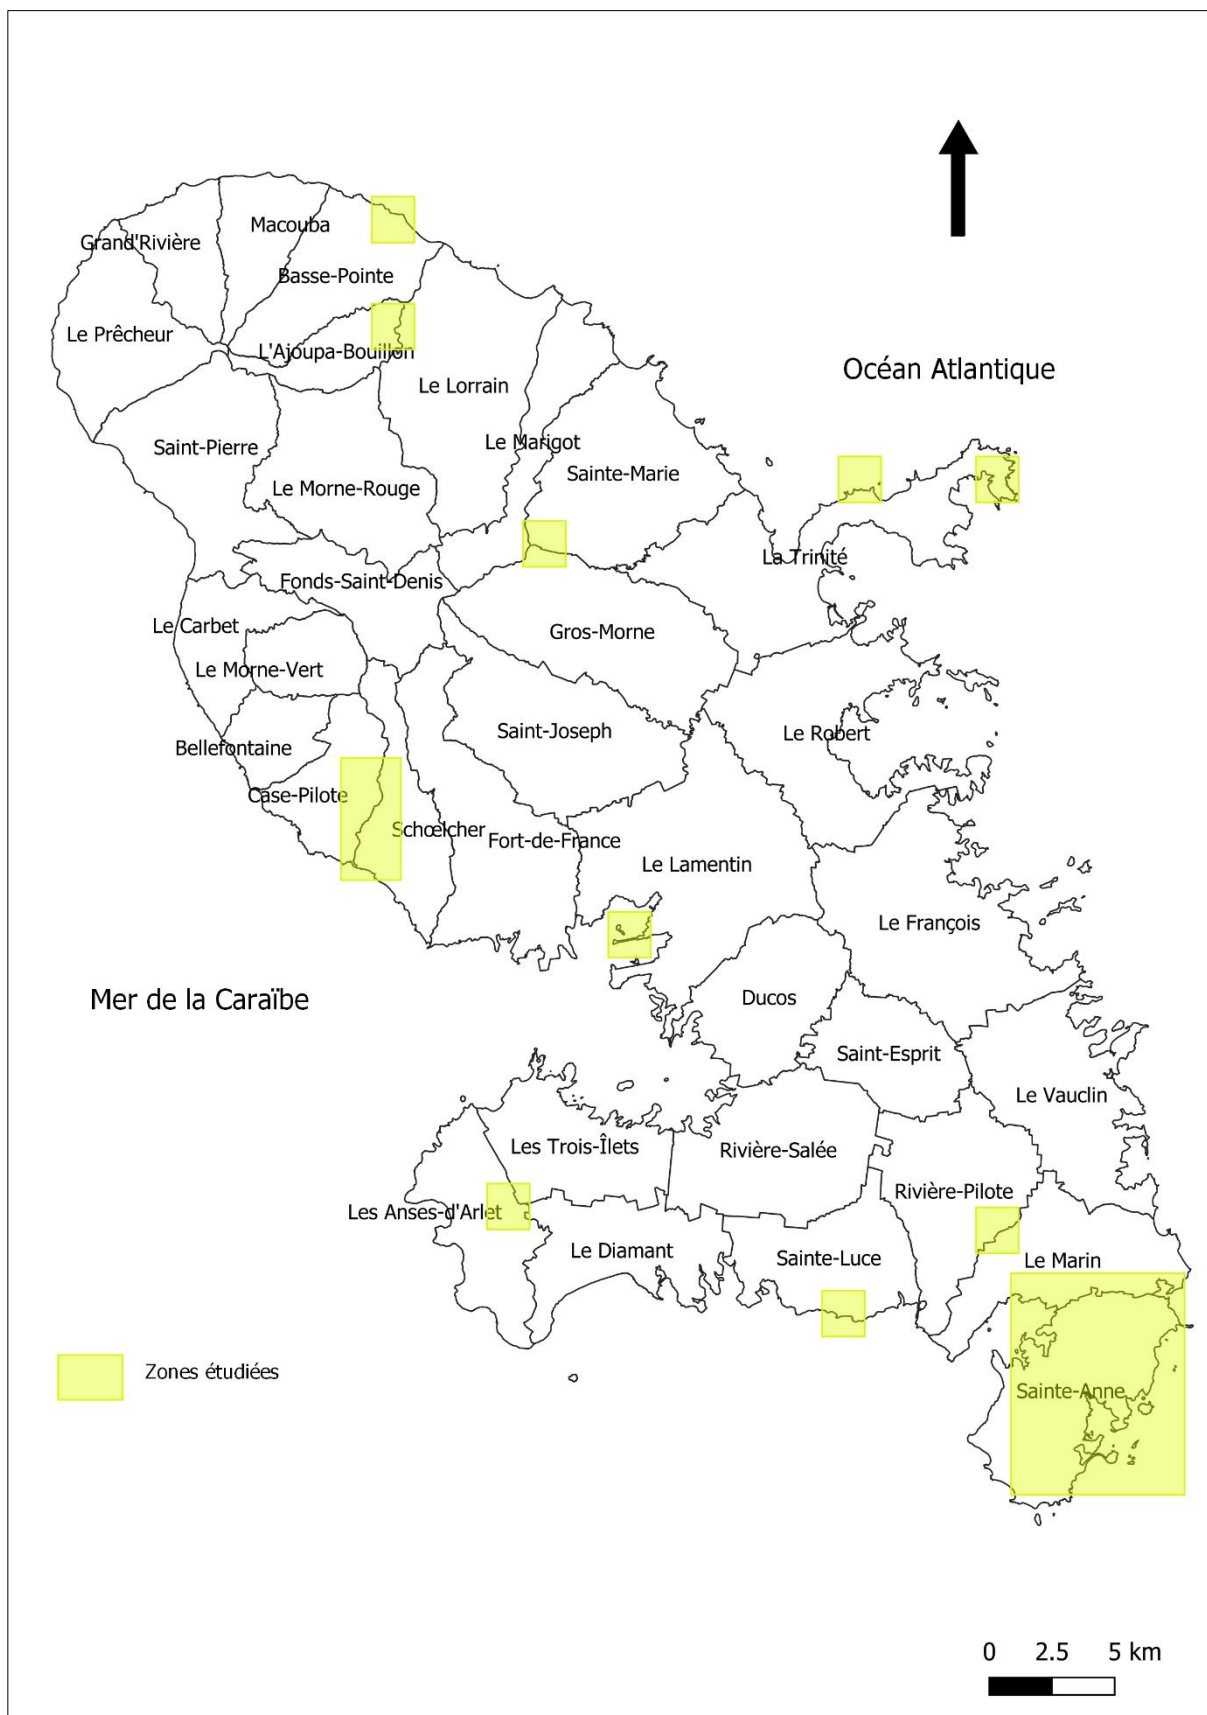 Macouba
Grand'Rivière
Basse-Pointe
Le Prêcheur
L'Ajoupa-Bouillon
Océan Atlantique
Le Lorrain
Le Marigot
Saint-Pierre
Sainte-Marie
Le Morne-Rouge
La Trinité
Fonds-Saint-Denis
Le Carbet
Gros-Morne
Le Morne-Vert
Saint-Joseph
Le Robert
Bellefontaine
Case-Pilote
Schœlcher
Fort-de-France
Le Lamentin
Le François
Mer de la Caraïbe
Ducos
Saint-Esprit
Le Vauclin
Les Trois-Îlets
Rivière-Salée
Rivière-Pilote
Les Anses-d'Arlet
Le Diamant
Sainte-Luce
Le Marin
Zones étudiées
Sainte-Anne
0 2.5 5 km